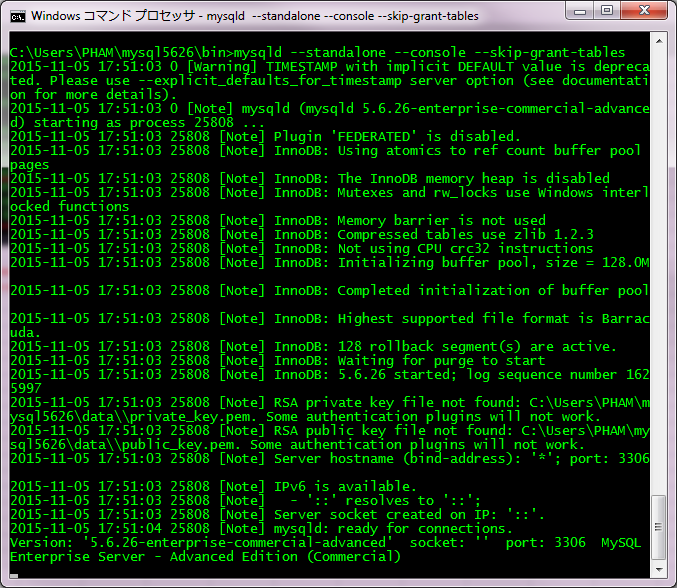 Windows コマンド プロセッサ - mysqld  --standalone --console --skip-grant-tables
C:\Users\PHAM\mysql5626\bin>mysqld --standalone --console --skip-grant-tables
2015-11-05 17:51:03 0 [Warning] TIMESTAMP with implicit DEFAULT value is depreca
ted. Please use --explicit_defaults_for_timestamp server option (see documentati
on for more details).
2015-11-05 17:51:03 0 [Note] mysqld (mysqld 5.6.26-enterprise-commercial-advance
d) starting as process 25808 ...
2015-11-05 17:51:03 25808 [Note] Plugin 'FEDERATED' is disabled.
2015-11-05 17:51:03 25808 [Note] InnoDB: Using atomics to ref count buffer pool
pages
2015-11-05 17:51:03 25808 [Note] InnoDB: The InnoDB memory heap is disabled
2015-11-05 17:51:03 25808 [Note] InnoDB: Mutexes and rw_locks use Windows interl
ocked functions
2015-11-05 17:51:03 25808 [Note] InnoDB: Memory barrier is not used
2015-11-05 17:51:03 25808 [Note] InnoDB: Compressed tables use zlib 1.2.3
2015-11-05 17:51:03 25808 [Note] InnoDB: Not using CPU crc32 instructions
2015-11-05 17:51:03 25808 [Note] InnoDB: Initializing buffer pool, size = 128.0M
2015-11-05 17:51:03 25808 [Note] InnoDB: Completed initialization of buffer pool
2015-11-05 17:51:03 25808 [Note] InnoDB: Highest supported file format is Barrac
uda.
2015-11-05 17:51:03 25808 [Note] InnoDB: 128 rollback segment(s) are active.
2015-11-05 17:51:03 25808 [Note] InnoDB: Waiting for purge to start
2015-11-05 17:51:03 25808 [Note] InnoDB: 5.6.26 started; log sequence number 162
5997
2015-11-05 17:51:03 25808 [Note] RSA private key file not found: C:\Users\PHAM\m
ysql5626\data\\private_key.pem. Some authentication plugins will not work.
2015-11-05 17:51:03 25808 [Note] RSA public key file not found: C:\Users\PHAM\my
sql5626\data\\public_key.pem. Some authentication plugins will not work.
2015-11-05 17:51:03 25808 [Note] Server hostname (bind-address): '*'; port: 3306
2015-11-05 17:51:03 25808 [Note] IPv6 is available.
2015-11-05 17:51:03 25808 [Note]   - '::' resolves to '::';
2015-11-05 17:51:03 25808 [Note] Server socket created on IP: '::'.
2015-11-05 17:51:04 25808 [Note] mysqld: ready for connections.
Version: '5.6.26-enterprise-commercial-advanced'  socket: ''  port: 3306  MySQL
Enterprise Server - Advanced Edition (Commercial)